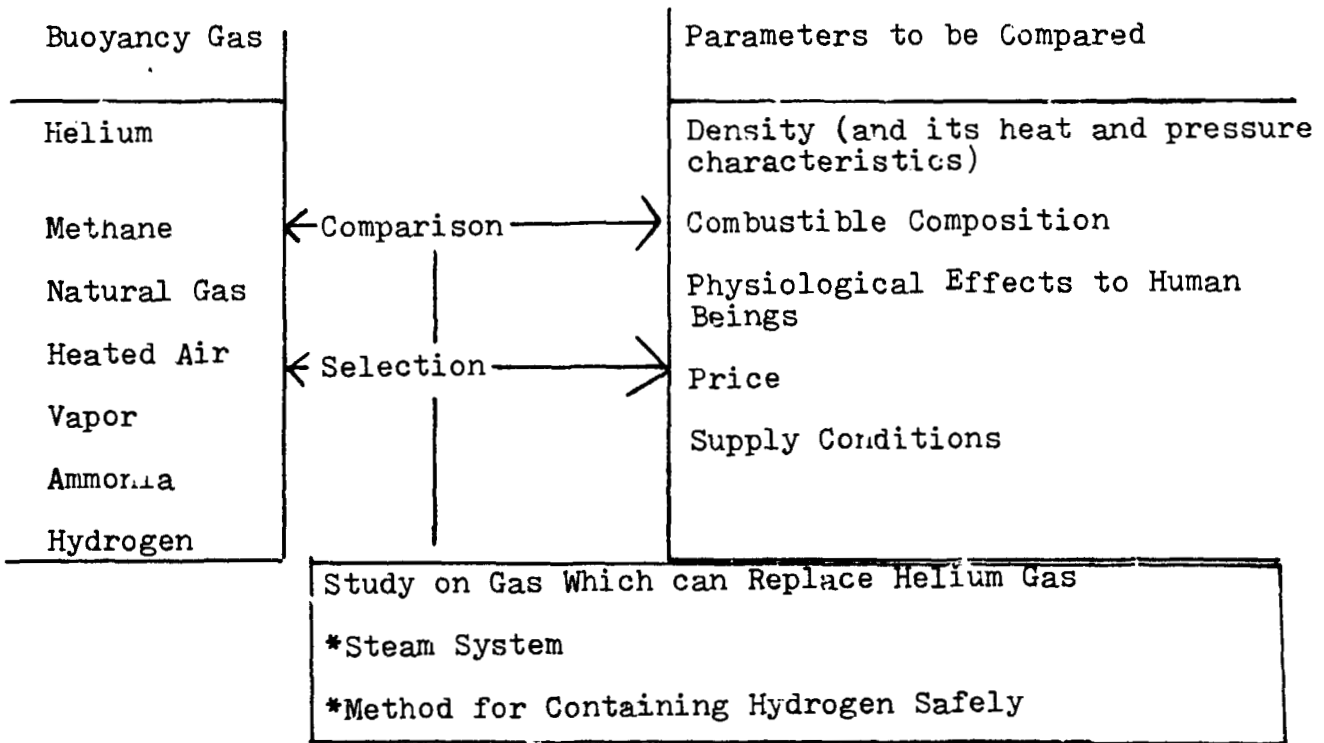 Buoyancy Gas
Helium
Methane
Natural Gas
Heated Air
Vapor
Ammonia
Hydrogen
Comparison
Selection
Parameters to be Compared
Density (and its heat and pressure
characteristics)
Combustible Composition
Physiological Effects to Human
Beings
Price
Supply Conditions
Study on Gas Which can Replace Helium Gas
*Steam System
*Method for Containing Hydrogen Safely